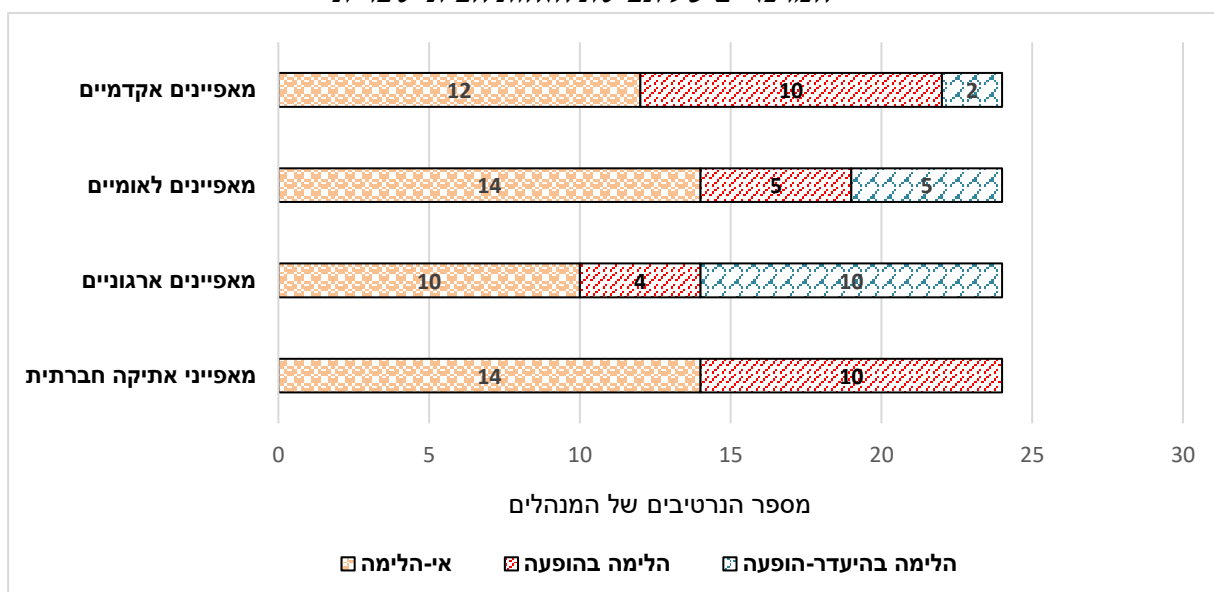 מאפיינים אקדמיים
12 10 2
מאפיינים לאומיים
14 5 5
מאפיינים ארגוניים
10 4 10
מאפייני אתיקה חברתית
14 10
0 5 10 15 20 25 30
מספר הנרטיבים של המנהלים
אי-הלימה הלימה בהופעה הלימה בהיעדר-הופעה